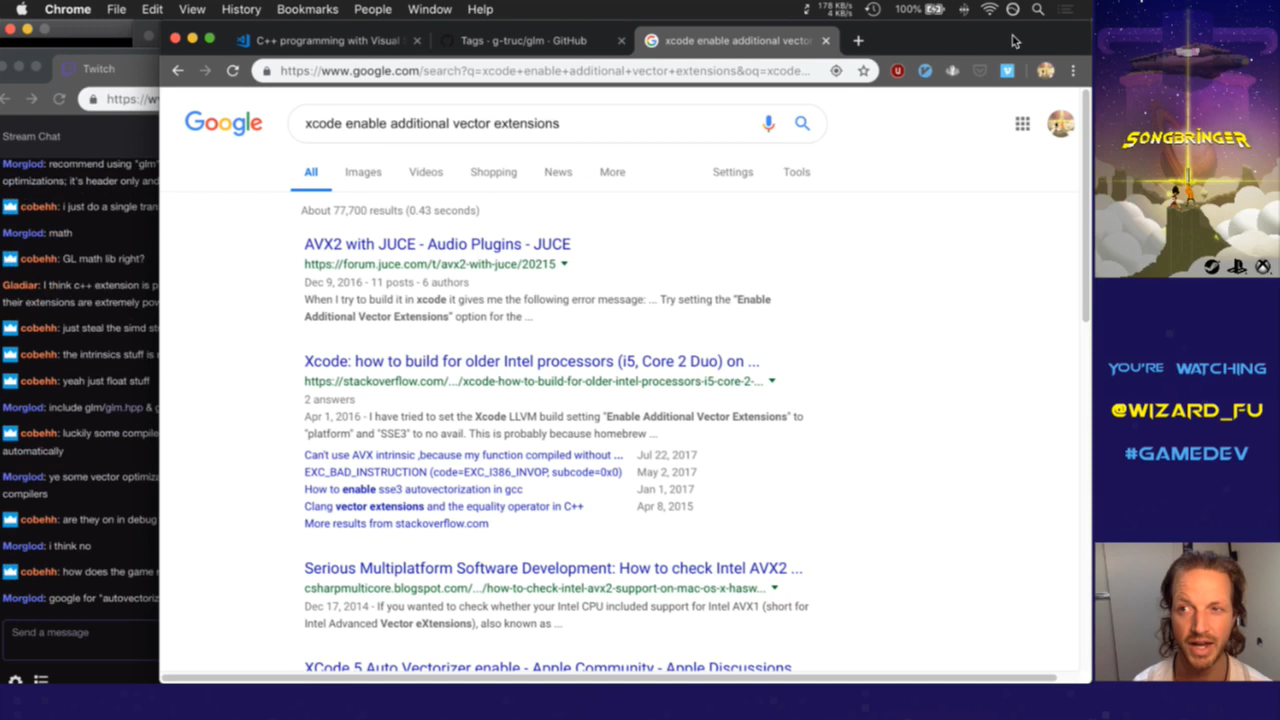 Chrome File Edit View History Bookmarks People Window Help
178 KB/s
4 KB/s
100%
Twitch
C++ programming with Visual
Tags · g-truc/glm · GitHub
xcode enable additional vector
https://w
https://www.google.com/search?q=xcode+enable+additional+vector+extensions&oq=xcode...
Stream Chat
Morglod: recommend using "glm"
optimizations; it's header only and
cobehh: i just do a single tran
Morglod: math
cobehh: GL math lib right?
Gladiar: I think c++ extension is p
their extensions are extremely pow
cobehh: just steal the simd st
cobehh: the intrinsics stuff is
cobehh: yeah just float stuff
Morglod: include glm/glm.hpp & g
cobehh: luckily some compile
automatically
Morglod: ye some vector optimiza
compilers
cobehh: are they on in debug
Morglod: i think no
cobehh: how does the game
Morglod: google for "autovectoriz
Send a message
Google
xcode enable additional vector extensions
All Images Videos Shopping News More Settings Tools
About 77,700 results (0.43 seconds)
AVX2 with JUCE - Audio Plugins - JUCE
https://forum.juce.com/t/avx2-with-juce/20215
Dec 9, 2016 - 11 posts - 6 authors
When I try to build it in xcode it gives me the following error message: ... Try setting the "Enable
Additional Vector Extensions" option for the ...
Xcode: how to build for older Intel processors (i5, Core 2 Duo) on ...
https://stackoverflow.com/.../xcode-how-to-build-for-older-intel-processors-i5-core-2-...
2 answers
Apr 1, 2016 - I have tried to set the Xcode LLVM build setting "Enable Additional Vector Extensions" to
"platform" and "SSE3" to no avail. This is probably because homebrew ...
Can't use AVX intrinsic ,because my function compiled without ... Jul 22, 2017
EXC_BAD_INSTRUCTION (code=EXC_I386_INVOP, subcode=0x0) May 2, 2017
How to enable sse3 autovectorization in gcc Jan 1, 2017
Clang vector extensions and the equality operator in C++ Apr 8, 2015
More results from stackoverflow.com
Serious Multiplatform Software Development: How to check Intel AVX2 ...
csharpmulticore.blogspot.com/.../how-to-check-intel-avx2-support-on-mac-os-x-hasw...
Dec 17, 2014 - If you wanted to check whether your Intel CPU included support for Intel AVX1 (short for
Intel Advanced Vector eXtensions), also known as ...
XCode 5 Auto Vectorizer enable - Apple Community - Apple Discussions
SONGBRINGER
YOU'RE WATCHING
@WIZARD_FU
#GAMEDEV